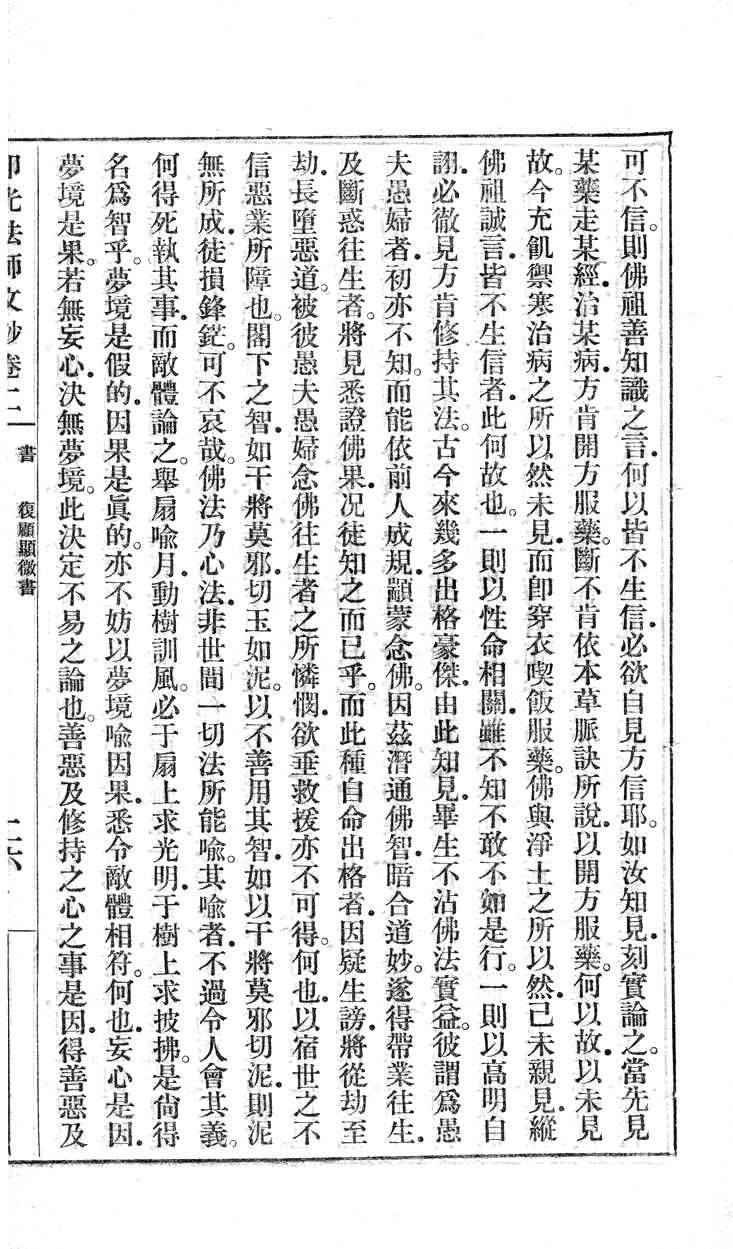 可不信。則佛祖善知識之言。何以皆不生信。必欲自見方信耶。如汝知見。刻實論之。當先見
某藥走某經。治某病。方肯開方服藥。斷不肯依本草脈訣所說。以開方服藥。何以故。以未見
故。今充飢禦寒治病之所以然未見。而卽穿衣喫飯服藥。佛與淨土之所以然。已未親見。縱
佛祖誠言。皆不生信者。此何故也。一則以性命相關。雖不知不敢不如是行。一則以高明自
詡。必徹見方肯修持其法。古今來幾多出格豪傑。由此知見。畢生不沾佛法實益。彼謂爲愚
夫愚婦者。初亦不知。而能依前人成規。顓蒙念佛。因茲潛通佛智。暗合道妙。遂得帶業往生。
及斷惑往生者。將見悉證佛果。况徒知之而已乎。而此種自命出格者。因疑生謗。將從劫至
劫。長墮惡道。被彼愚夫愚婦念佛往生者之所憐憫。欲垂救援。亦不可得。何也。以宿世之不
信惡業所障也。閣下之智。如干將莫邪。切玉如泥。以不善用其智。如以干將莫邪切泥。則泥
無所成。徒損鋒鋩。可不哀哉。佛法乃心法。非世間一切法所能喩。其喩者。不過令人會其義。
何得死執其事。而敵體論之。舉扇喩月。動樹訓風。必于扇上求光明。于樹上求披拂。是尙得
名爲智乎。夢境是假的。因果是眞的。亦不妨以夢境喩因果。悉令敵體相符。何也。妄心是因。
夢境是果。若無妄心。決無夢境。此決定不易之論也。善惡及修持之心之事是因。得善惡及
印光法師文鈔卷二 書 復顧顯微書 二六